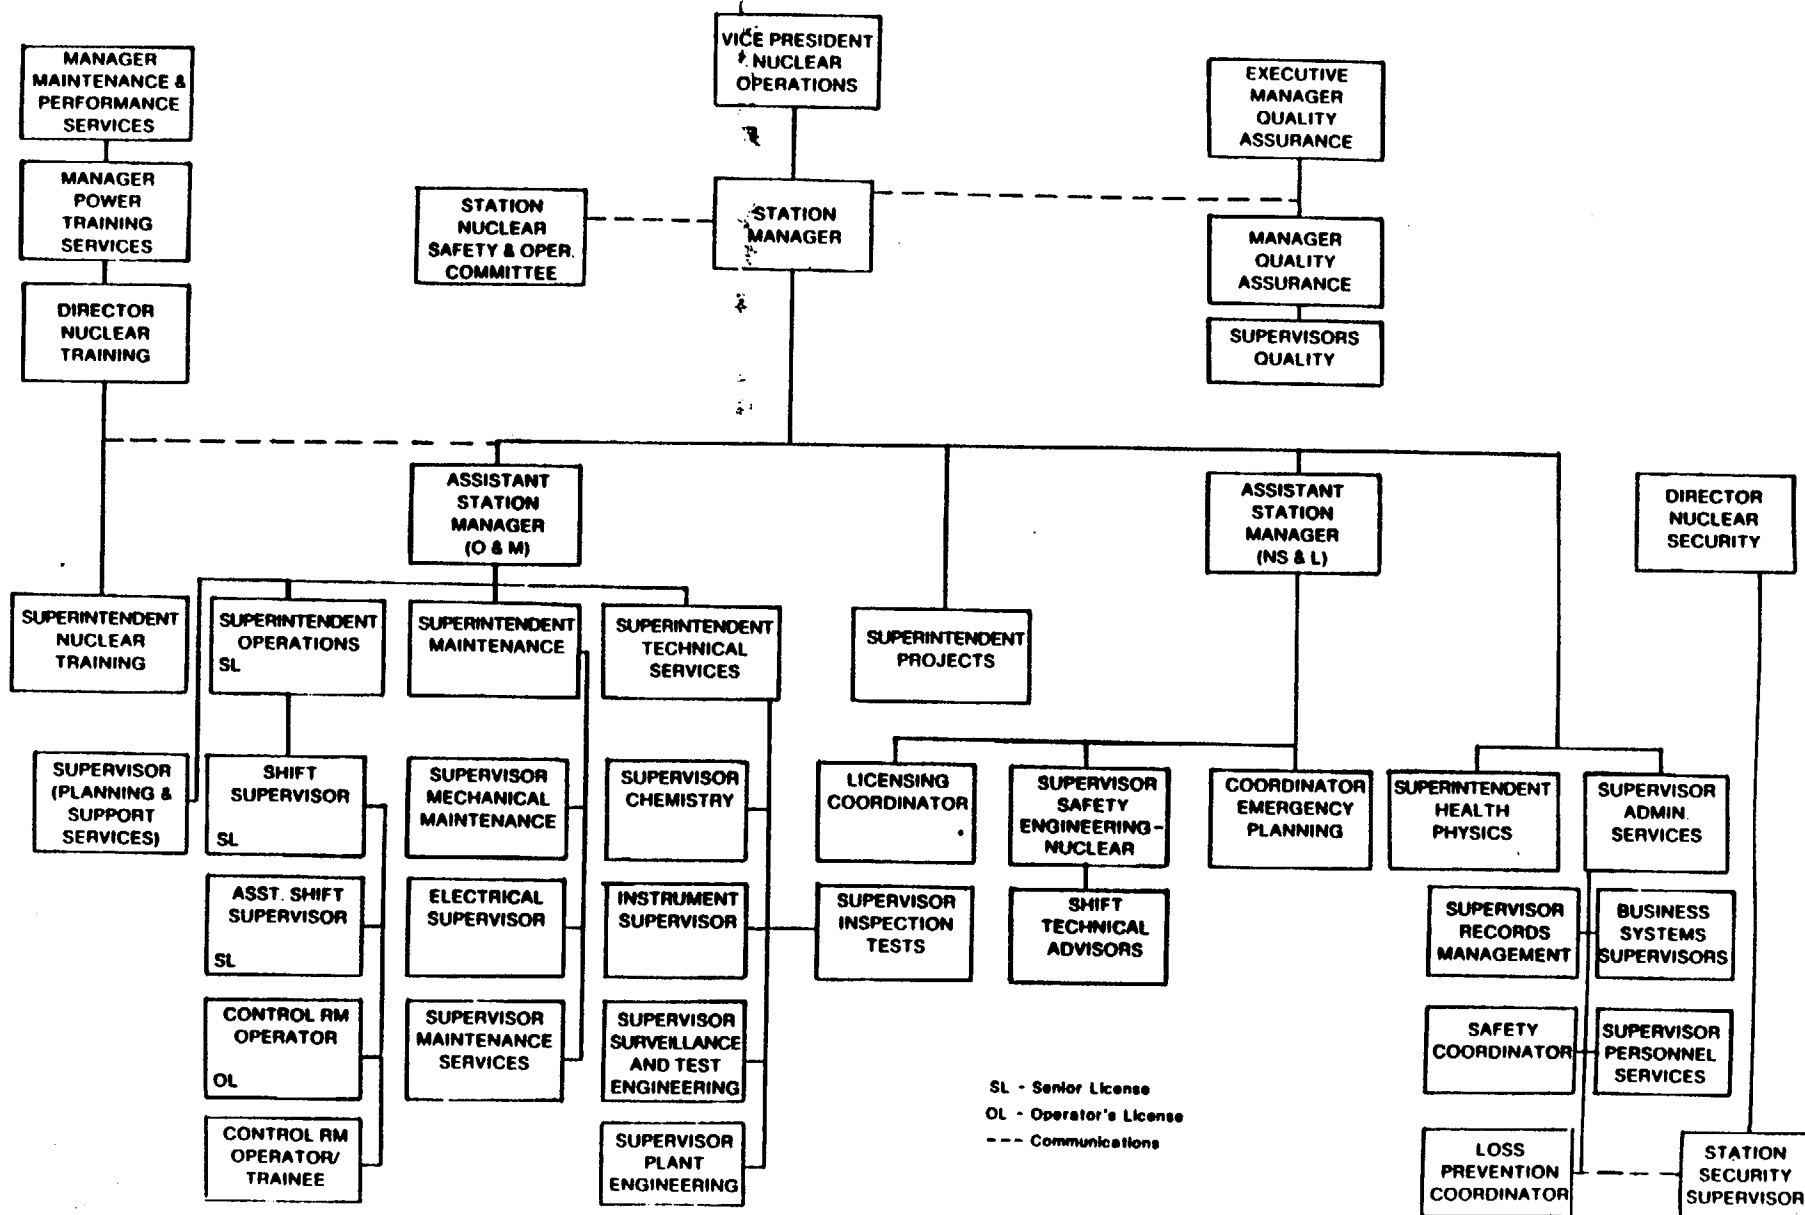 VICE PRESIDENT
NUCLEAR
OPERATIONS
MANAGER
MAINTENANCE &
PERFORMANCE
SERVICES
EXECUTIVE
MANAGER
QUALITY
ASSURANCE
MANAGER
POWER
TRAINING
SERVICES
STATION
NUCLEAR
SAFETY & OPER.
COMMITTEE
STATION
MANAGER
MANAGER
QUALITY
ASSURANCE
DIRECTOR
NUCLEAR
TRAINING
SUPERVISORS
QUALITY
ASSISTANT
STATION
MANAGER
(O & M)
ASSISTANT
STATION
MANAGER
(NS & L)
DIRECTOR
NUCLEAR
SECURITY
SUPERINTENDENT
NUCLEAR
TRAINING
SUPERINTENDENT
OPERATIONS
SL
SUPERINTENDENT
MAINTENANCE
SUPERINTENDENT
TECHNICAL
SERVICES
SUPERINTENDENT
PROJECTS
SUPERVISOR
(PLANNING &
SUPPORT
SERVICES)
SHIFT
SUPERVISOR
SL
SUPERVISOR
MECHANICAL
MAINTENANCE
SUPERVISOR
CHEMISTRY
LICENSING
COORDINATOR
SUPERVISOR
SAFETY
ENGINEERING-
NUCLEAR
COORDINATOR
EMERGENCY
PLANNING
SUPERINTENDENT
HEALTH
PHYSICS
SUPERVISOR
ADMIN.
SERVICES
ASST. SHIFT
SUPERVISOR
SL
ELECTRICAL
SUPERVISOR
INSTRUMENT
SUPERVISOR
SUPERVISOR
INSPECTION
TESTS
SHIFT
TECHNICAL
ADVISORS
SUPERVISOR
RECORDS
MANAGEMENT
BUSINESS
SYSTEMS
SUPERVISORS
CONTROL RM
OPERATOR
OL
SUPERVISOR
MAINTENANCE
SERVICES
SUPERVISOR
SURVEILLANCE
AND TEST
ENGINEERING
SAFETY
COORDINATOR
SUPERVISOR
PERSONNEL
SERVICES
CONTROL RM
OPERATOR/
TRAINEE
SUPERVISOR
PLANT
ENGINEERING
SL - Senior License
OL - Operator's License
--- Communications
LOSS
PREVENTION
COORDINATOR
STATION
SECURITY
SUPERVISOR